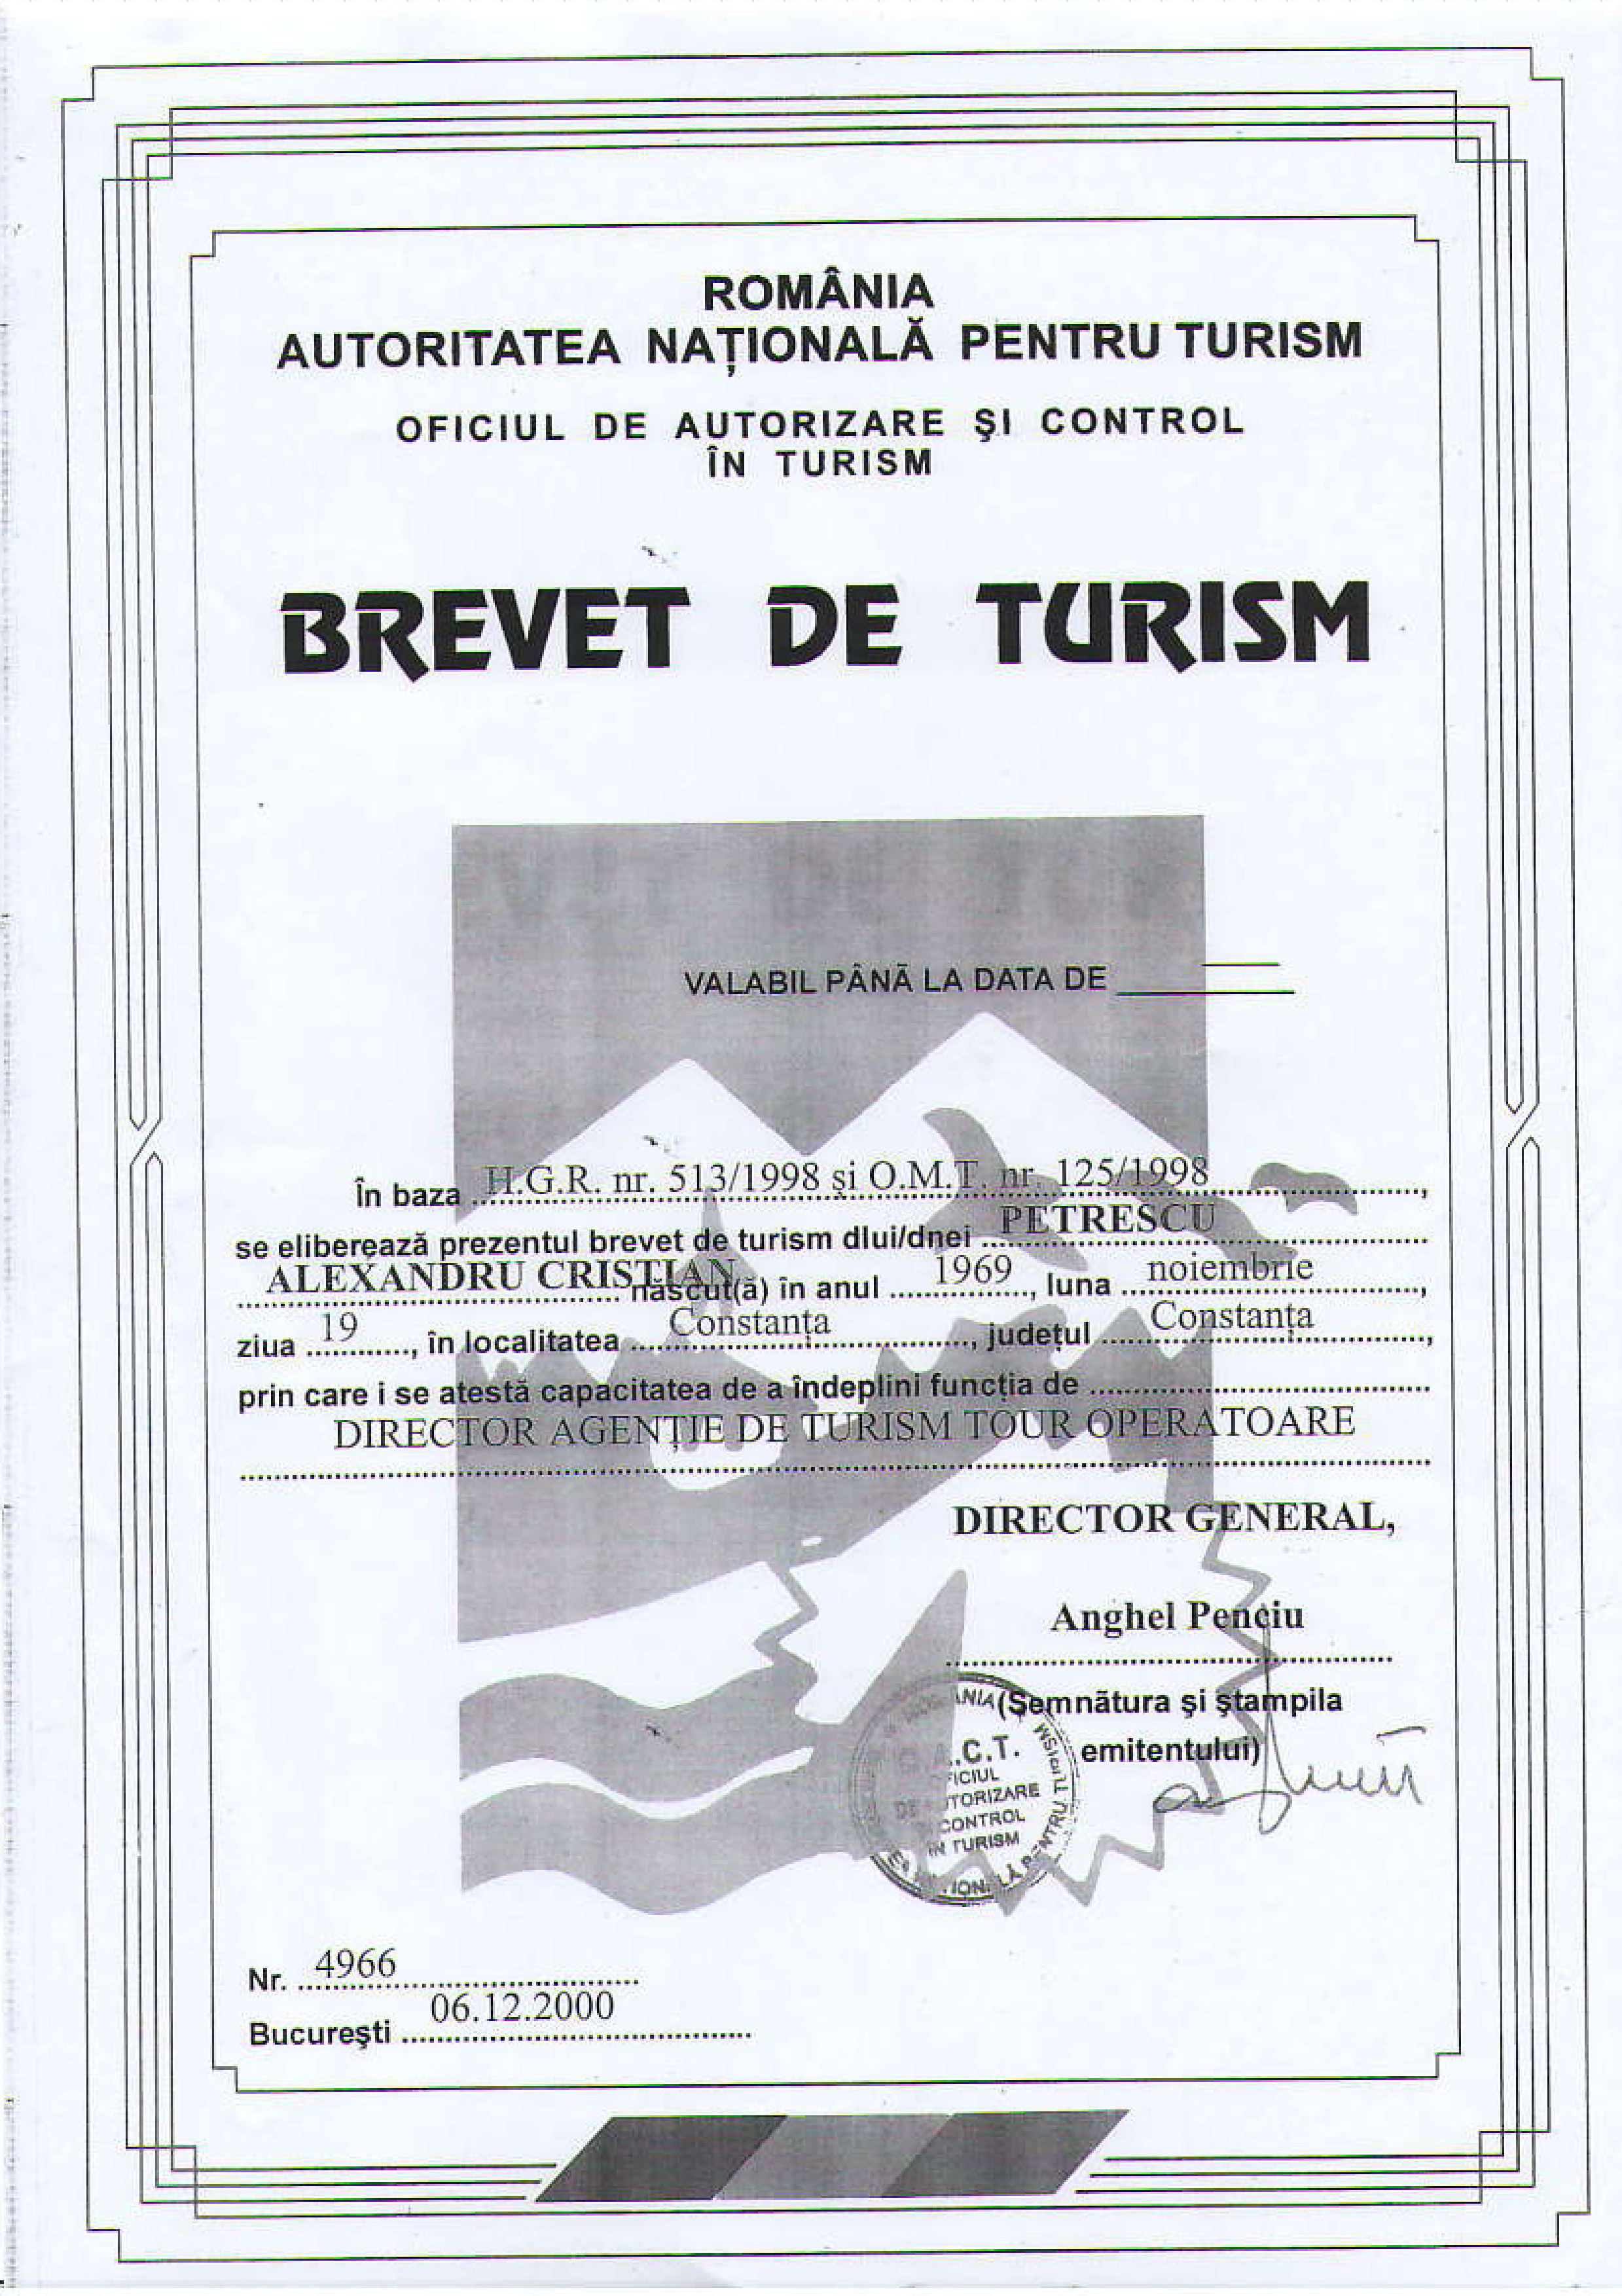 ROMÂNIA
AUTORITATEA NAȚIONALĂ PENTRU TURISM
OFICIUL DE AUTORIZARE ŞI CONTROL
ÎN TURISM
BREVET DE TURISM
VALABIL PÂNĂ LA DATA DE
În baza H.G.R. nr. 513/1998 şi O.M.T. nr. 125/1998,
se eliberează prezentul brevet de turism dlui/dnei PETRESCU
ALEXANDRU CRISTIAN născut(ă) în anul 1969, luna noiembrie,
ziua 19, în localitatea Constanța, județul Constanța,
prin care i se atestă capacitatea de a îndeplini funcția de
DIRECTOR AGENȚIE DE TURISM TOUR OPERATOARE
DIRECTOR GENERAL,
Anghel Penciu
(Semnătura şi ştampila
emitentului)
C.T.
AUTORIZARE
CONTROL
ÎN TURISM
PENTRU TURISM
Nr. 4966
Bucureşti 06.12.2000